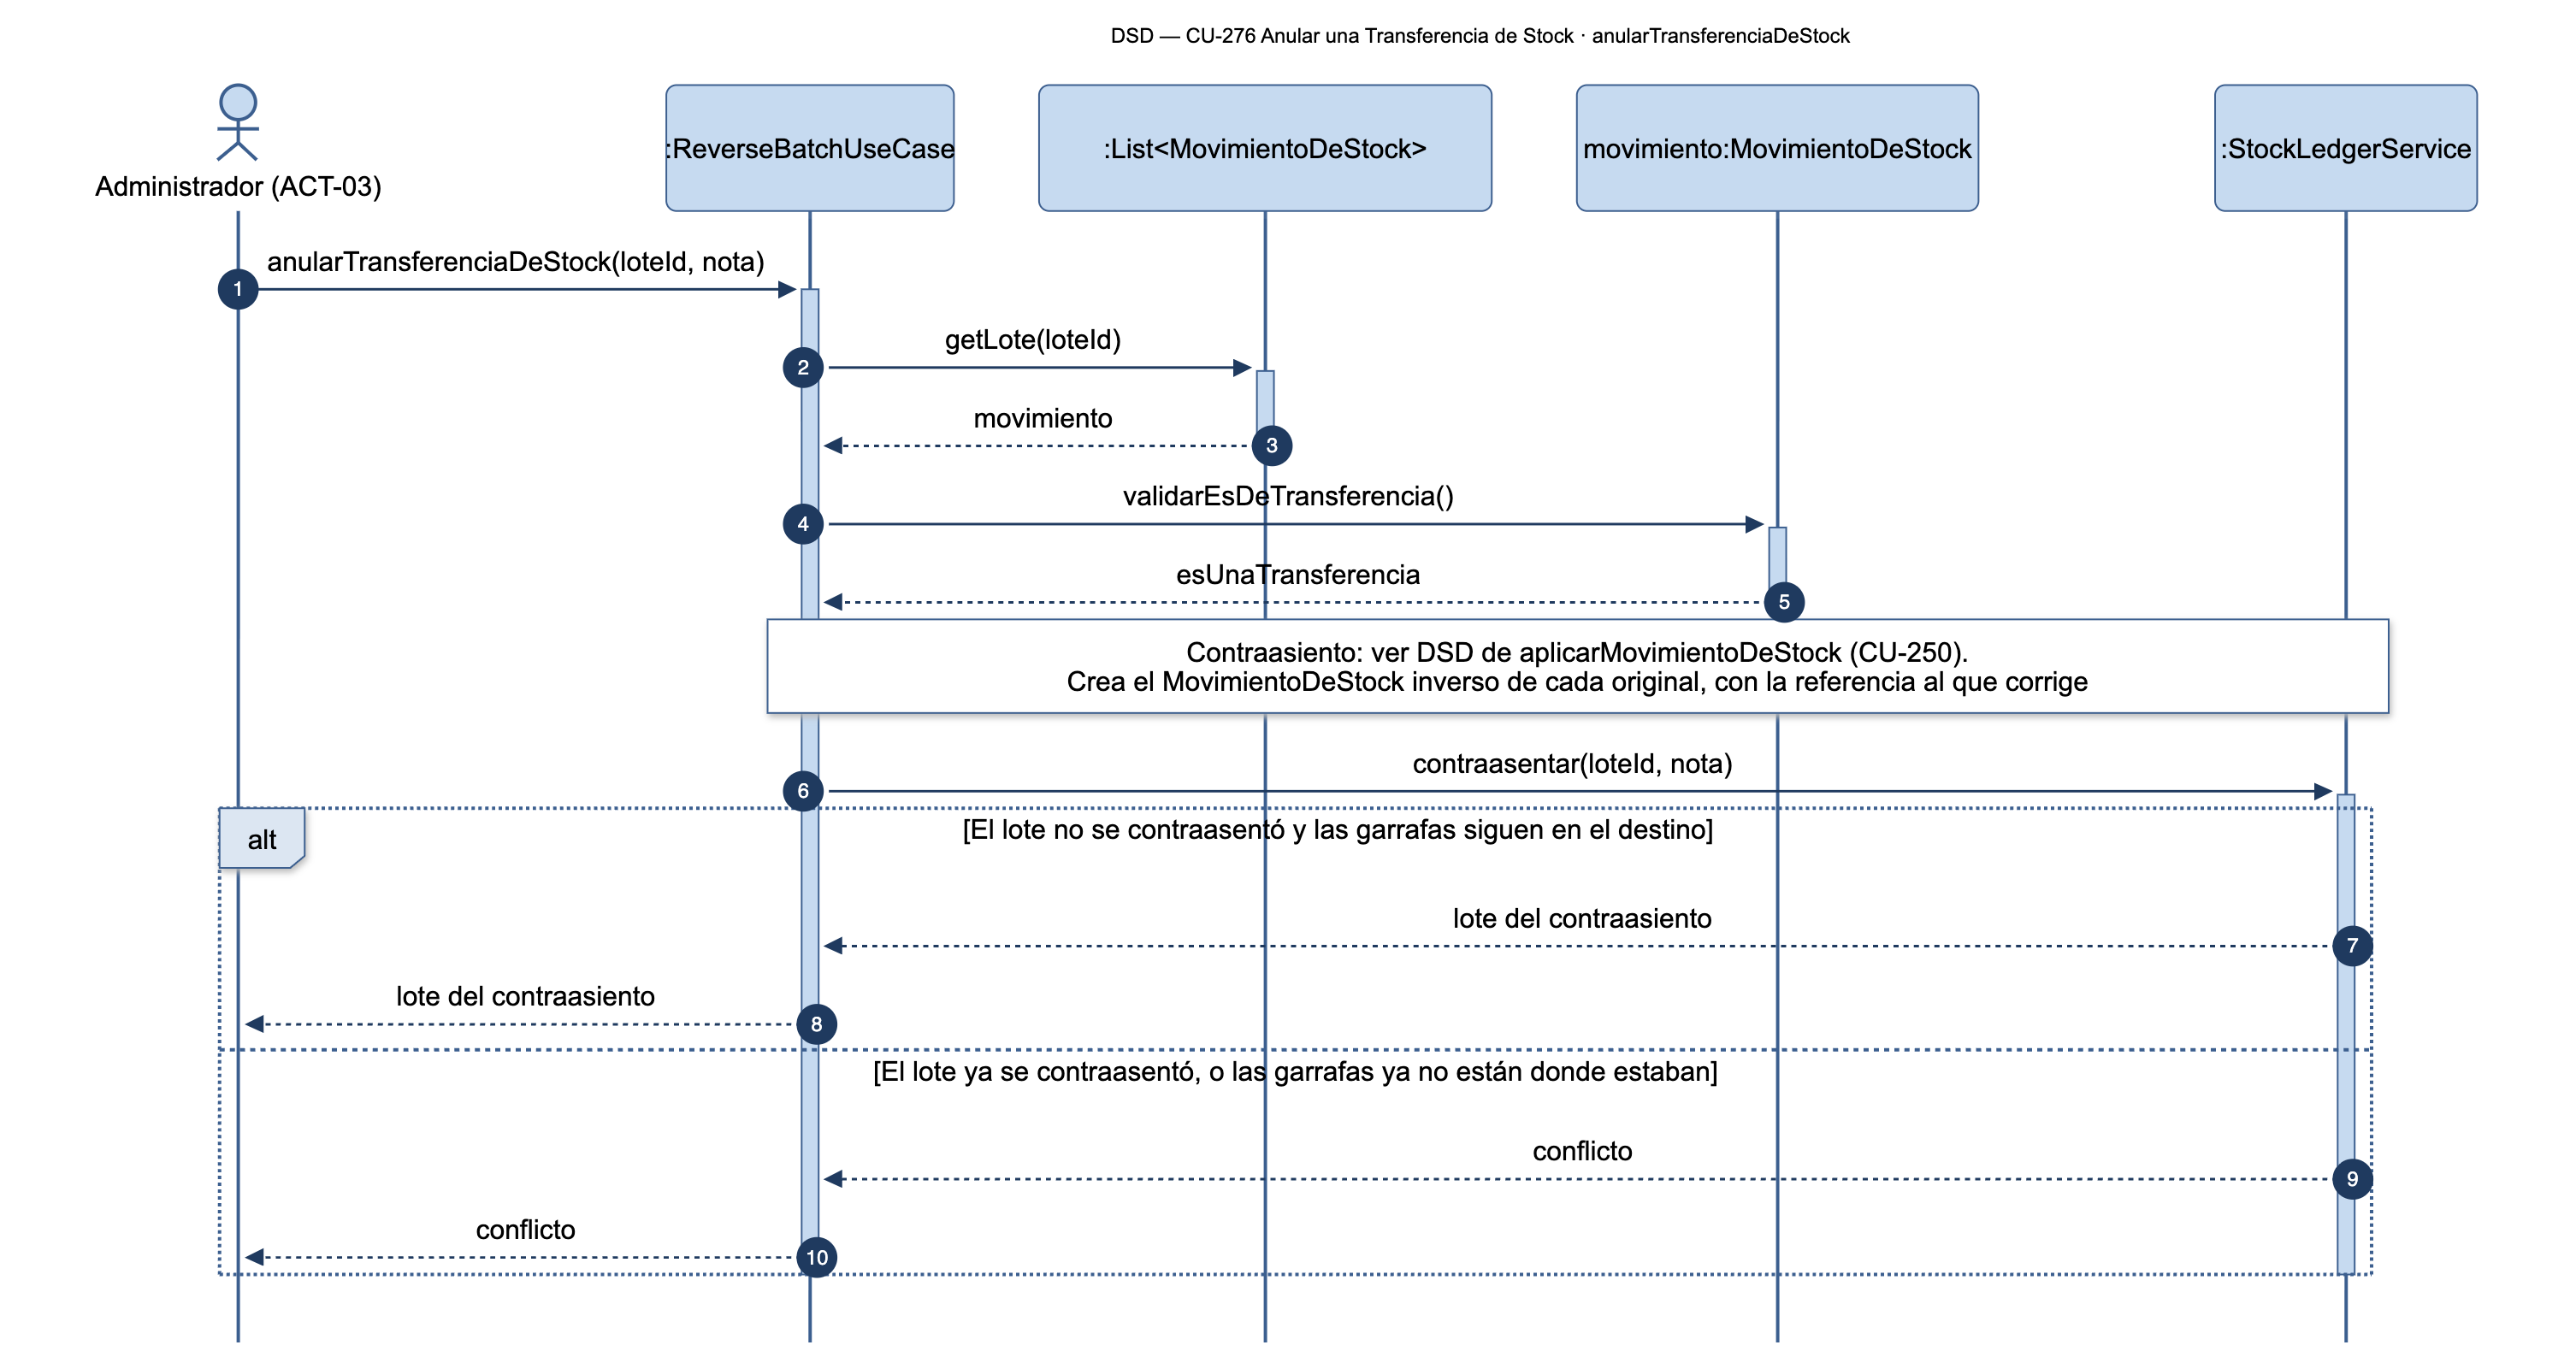 DSD — CU-276 Anular una Transferencia de Stock · anularTransferenciaDeStock
Administrador (ACT-03)
:ReverseBatchUseCase
:List<MovimientoDeStock>
movimiento:MovimientoDeStock
:StockLedgerService
anularTransferenciaDeStock(loteId, nota)
1
getLote(loteId)
2
movimiento
3
validarEsDeTransferencia()
4
esUnaTransferencia
5
Contraasiento: ver DSD de aplicarMovimientoDeStock (CU-250).
Crea el MovimientoDeStock inverso de cada original, con la referencia al que corrige
contraasentar(loteId, nota)
6
alt
[El lote no se contraasentó y las garrafas siguen en el destino]
lote del contraasiento
7
lote del contraasiento
8
[El lote ya se contraasentó, o las garrafas ya no están donde estaban]
conflicto
9
conflicto
10